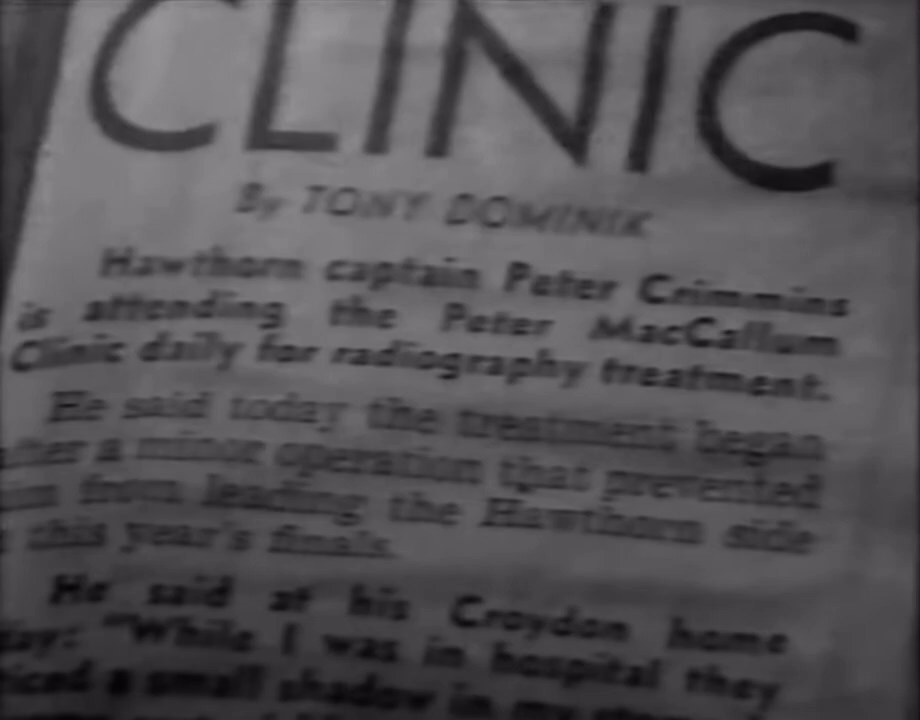 CLINIC
By TONY DOMINIK
Hawthorn captain Peter Crimmins
is attending the Peter MacCallum
Clinic daily for radiography treatment.
He said today the treatment began
after a minor operation that prevented
from leading the Hawthorn side
this year's finals.
He said at his Croydon home
"While I was in hospital they
a small shadow in my